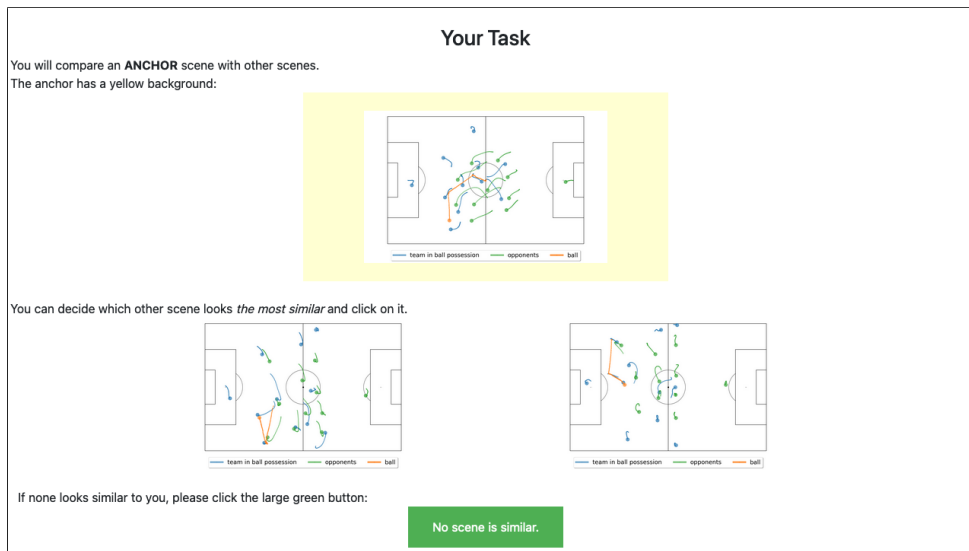 Your Task
You will compare an ANCHOR scene with other scenes.
The anchor has a yellow background:
team in ball possession opponents ball
You can decide which other scene looks the most similar and click on it.
team in ball possession opponents ball
team in ball possession opponents ball
If none looks similar to you, please click the large green button:
No scene is similar.